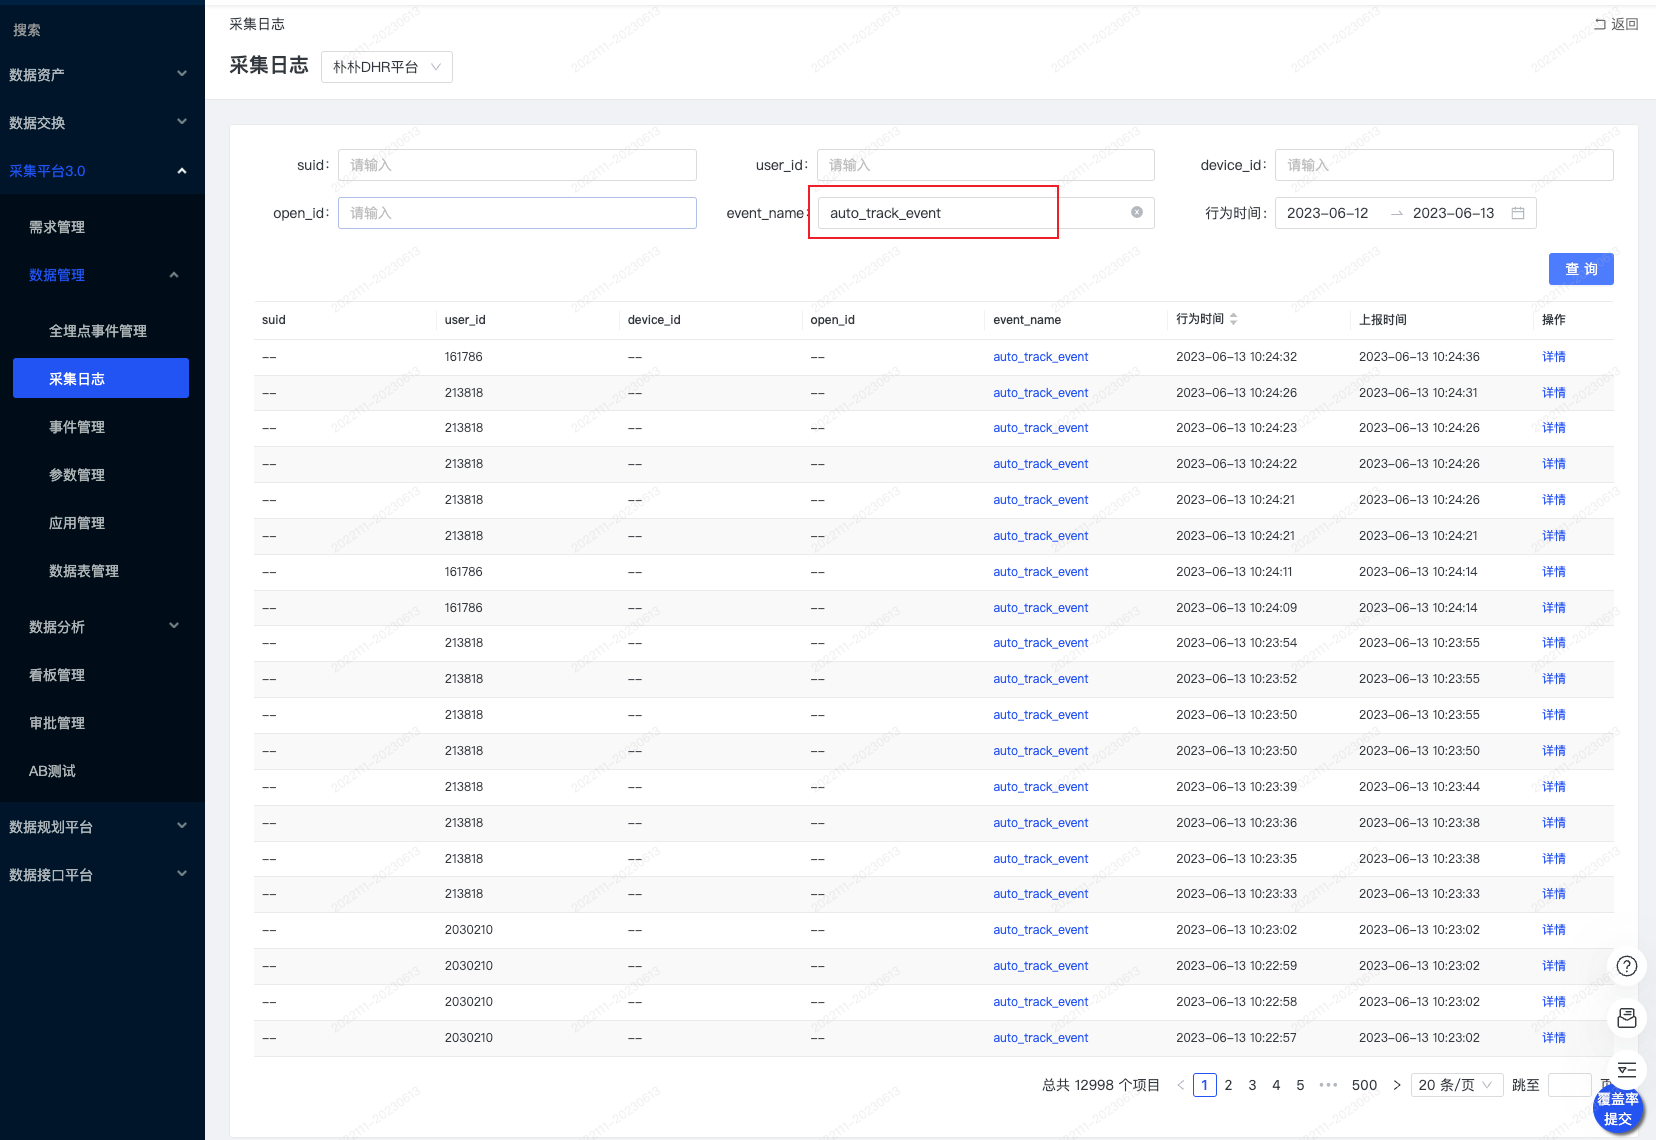 搜索
数据资产
数据交换
采集平台3.0
需求管理
数据管理
全埋点事件管理
采集日志
事件管理
参数管理
应用管理
数据表管理
数据分析
看板管理
审批管理
AB测试
数据规划平台
数据接口平台
采集日志
返回
采集日志 朴朴DHR平台
suid: 请输入 user_id: 请输入 device_id: 请输入
open_id: 请输入 event_name: auto_track_event 行为时间: 2023-06-12 → 2023-06-13
查 询
suid user_id device_id open_id event_name 行为时间 上报时间 操作
-- 161786 -- -- auto_track_event 2023-06-13 10:24:32 2023-06-13 10:24:36 详情
-- 213818 -- -- auto_track_event 2023-06-13 10:24:26 2023-06-13 10:24:31 详情
-- 213818 -- -- auto_track_event 2023-06-13 10:24:23 2023-06-13 10:24:26 详情
-- 213818 -- -- auto_track_event 2023-06-13 10:24:22 2023-06-13 10:24:26 详情
-- 213818 -- -- auto_track_event 2023-06-13 10:24:21 2023-06-13 10:24:26 详情
-- 213818 -- -- auto_track_event 2023-06-13 10:24:21 2023-06-13 10:24:21 详情
-- 161786 -- -- auto_track_event 2023-06-13 10:24:11 2023-06-13 10:24:14 详情
-- 161786 -- -- auto_track_event 2023-06-13 10:24:09 2023-06-13 10:24:14 详情
-- 213818 -- -- auto_track_event 2023-06-13 10:23:54 2023-06-13 10:23:55 详情
-- 213818 -- -- auto_track_event 2023-06-13 10:23:52 2023-06-13 10:23:55 详情
-- 213818 -- -- auto_track_event 2023-06-13 10:23:50 2023-06-13 10:23:55 详情
-- 213818 -- -- auto_track_event 2023-06-13 10:23:50 2023-06-13 10:23:50 详情
-- 213818 -- -- auto_track_event 2023-06-13 10:23:39 2023-06-13 10:23:44 详情
-- 213818 -- -- auto_track_event 2023-06-13 10:23:36 2023-06-13 10:23:38 详情
-- 213818 -- -- auto_track_event 2023-06-13 10:23:35 2023-06-13 10:23:38 详情
-- 213818 -- -- auto_track_event 2023-06-13 10:23:33 2023-06-13 10:23:33 详情
-- 2030210 -- -- auto_track_event 2023-06-13 10:23:02 2023-06-13 10:23:02 详情
-- 2030210 -- -- auto_track_event 2023-06-13 10:22:59 2023-06-13 10:23:02 详情
-- 2030210 -- -- auto_track_event 2023-06-13 10:22:58 2023-06-13 10:23:02 详情
-- 2030210 -- -- auto_track_event 2023-06-13 10:22:57 2023-06-13 10:23:02 详情
总共 12998 个项目 < 1 2 3 4 5 ••• 500 > 20 条/页 跳至
覆盖率
提交
2022111-20230613